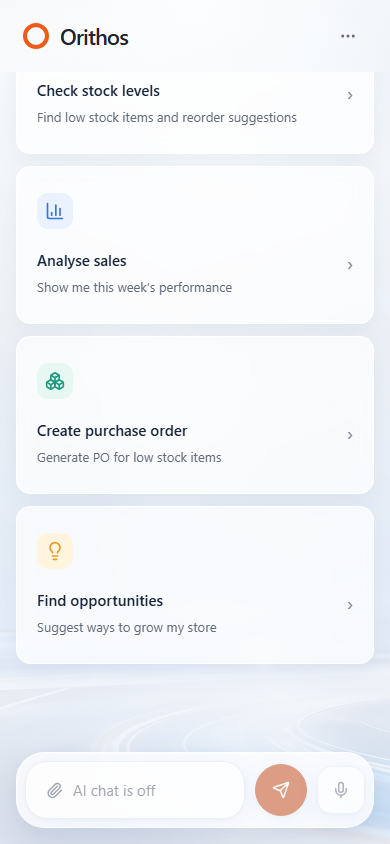 Orithos
Check stock levels
Find low stock items and reorder suggestions
Analyse sales
Show me this week's performance
Create purchase order
Generate PO for low stock items
Find opportunities
Suggest ways to grow my store
AI chat is off